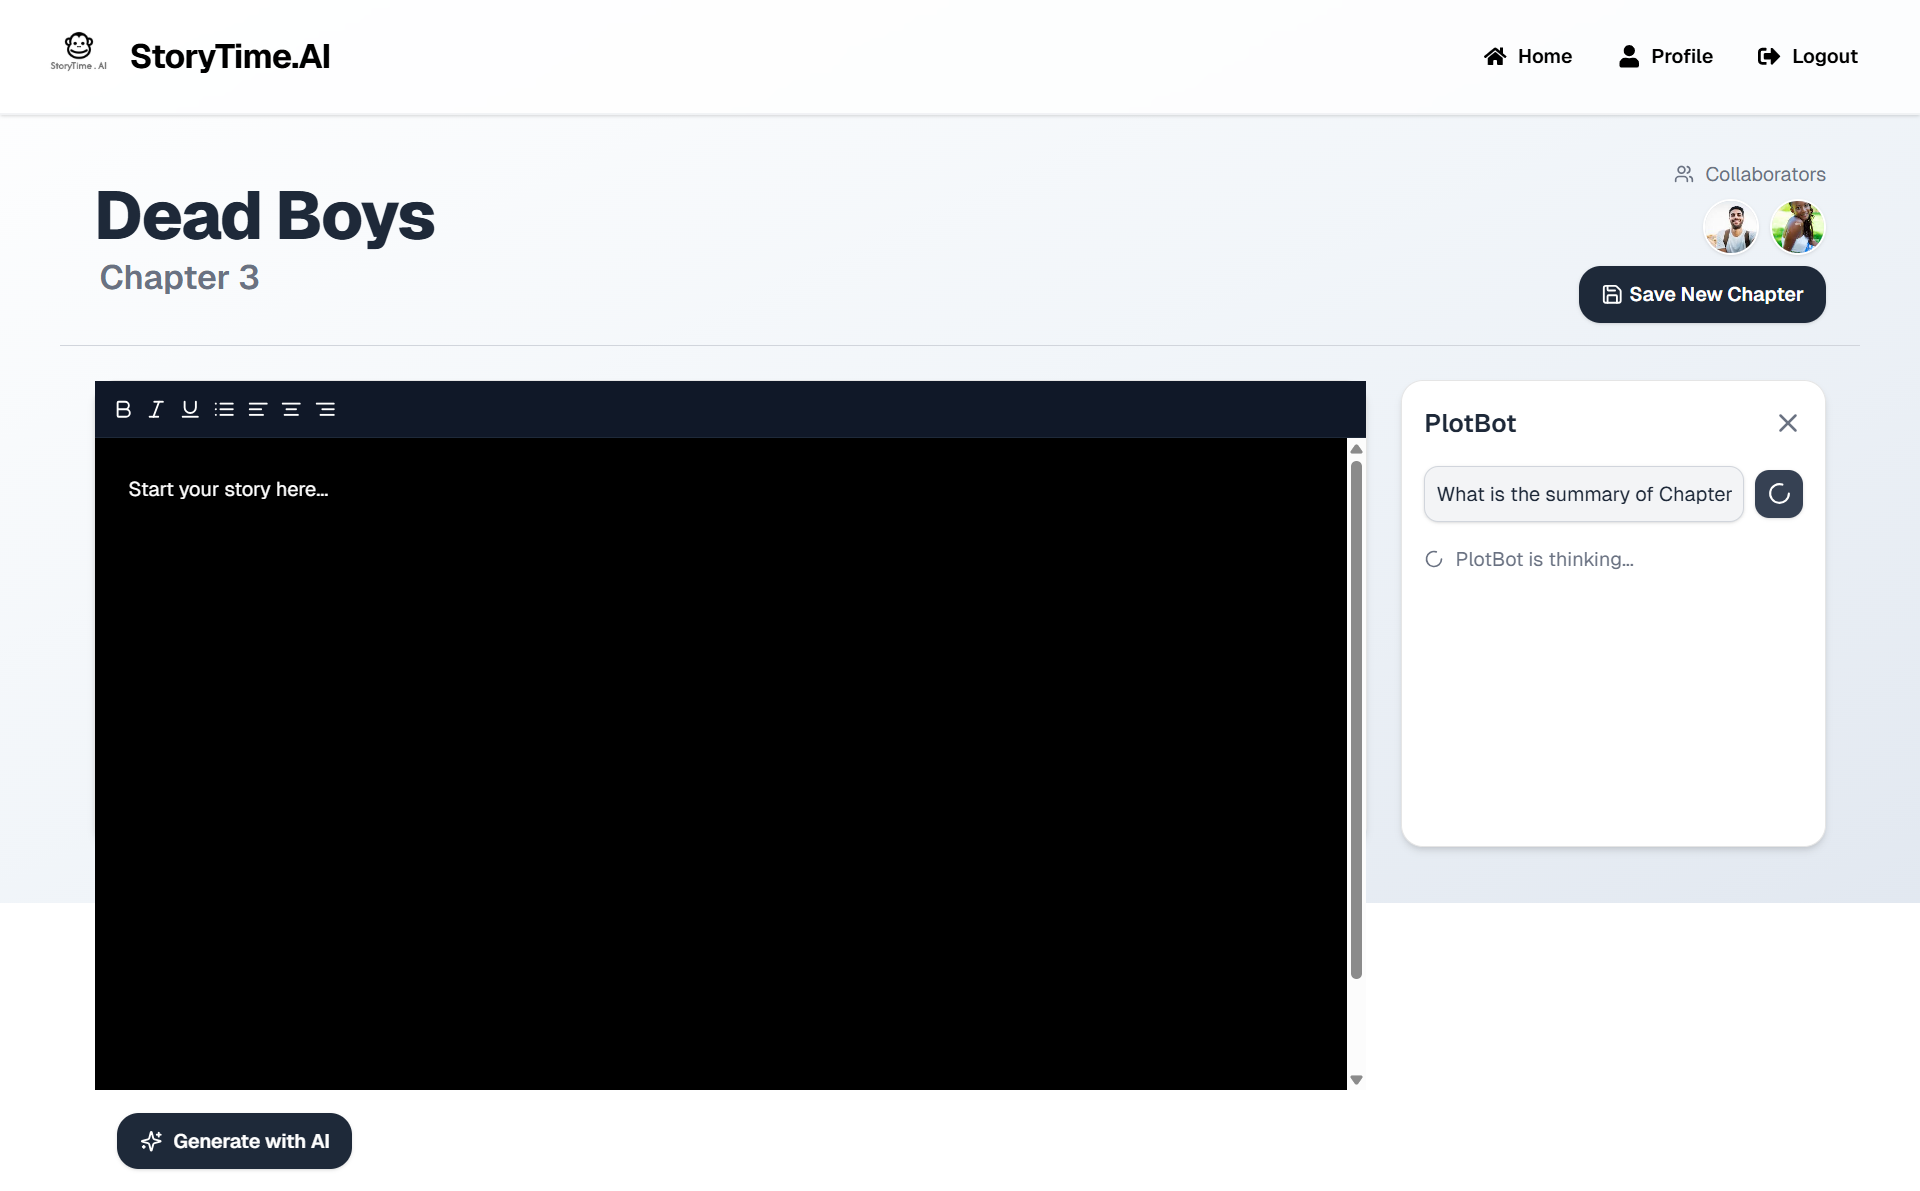 StoryTime . AI
StoryTime.AI
Home
Profile
Logout
Dead Boys
Chapter 3
Collaborators
Save New Chapter
Start your story here...
PlotBot
What is the summary of Chapter
PlotBot is thinking...
Generate with AI